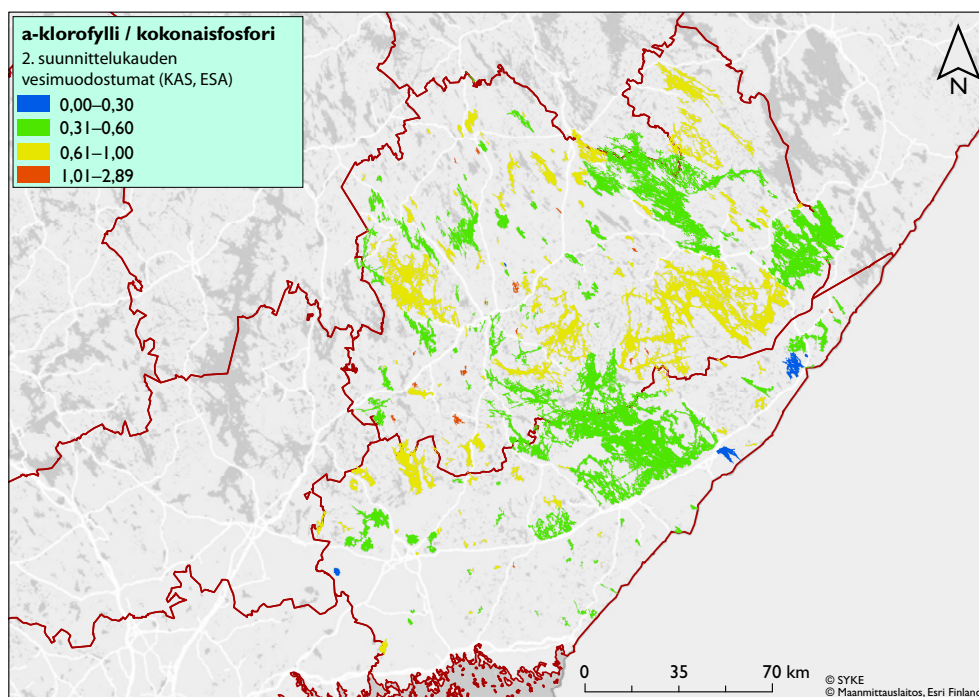 a-klorofylli / kokonaisfosfori
2. suunnittelukauden
vesimuodostumat (KAS, ESA)
0,00–0,30
0,31–0,60
0,61–1,00
1,01–2,89
N
0 35 70 km
© SYKE
© Maanmittauslaitos, Esri Finland